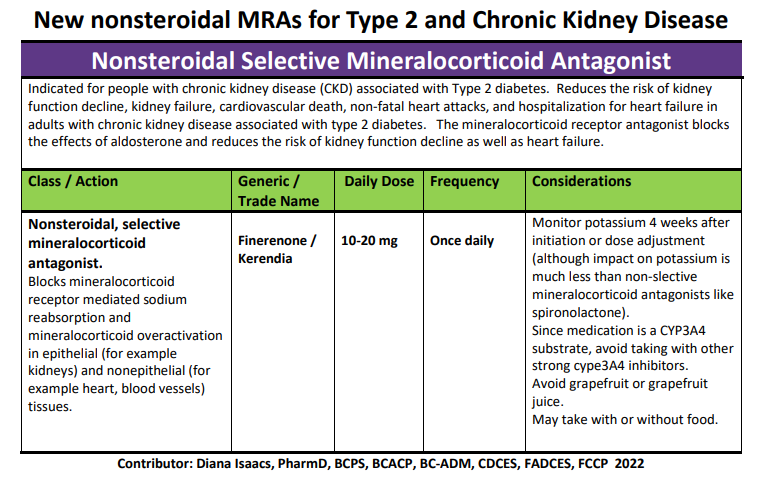 New nonsteroidal MRAs for Type 2 and Chronic Kidney Disease
Nonsteroidal Selective Mineralocorticoid Antagonist
Indicated for people with chronic kidney disease (CKD) associated with Type 2 diabetes.  Reduces the risk of kidney
function decline, kidney failure, cardiovascular death, non-fatal heart attacks, and hospitalization for heart failure in
adults with chronic kidney disease associated with type 2 diabetes.   The mineralocorticoid receptor antagonist blocks
the effects of aldosterone and reduces the risk of kidney function decline as well as heart failure.
Class / Action
Generic /
Trade Name
Daily Dose
Frequency
Considerations
Nonsteroidal, selective
mineralocorticoid
antagonist.
Blocks mineralocorticoid
receptor mediated sodium
reabsorption and
mineralocorticoid overactivation
in epithelial (for example
kidneys) and nonepithelial (for
example heart, blood vessels)
tissues.
Finerenone /
Kerendia
10-20 mg
Once daily
Monitor potassium 4 weeks after
initiation or dose adjustment
(although impact on potassium is
much less than non-slective
mineralocorticoid antagonists like
spironolactone).
Since medication is a CYP3A4
substrate, avoid taking with other
strong cype3A4 inhibitors.
Avoid grapefruit or grapefruit
juice.
May take with or without food.
Contributor: Diana Isaacs, PharmD, BCPS, BCACP, BC-ADM, CDCES, FADCES, FCCP  2022